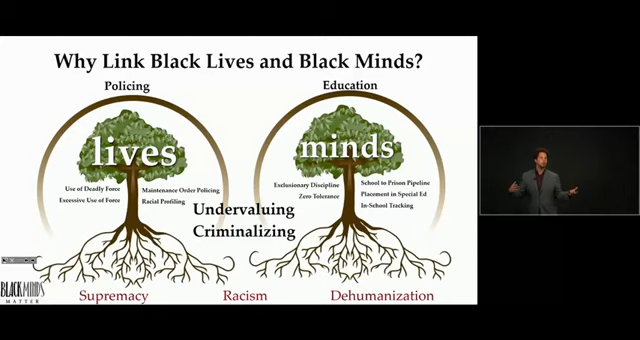 Why Link Black Lives and Black Minds?
Policing
Education
lives
minds
Use of Deadly Force
Excessive Use of Force
Maintenance Order Policing
Racial Profiling
Exclusionary Discipline
Zero Tolerance
School to Prison Pipeline
Placement in Special Ed
In-School Tracking
Undervaluing
Criminalizing
BLACK MINDS
MATTER
Supremacy
Racism
Dehumanization